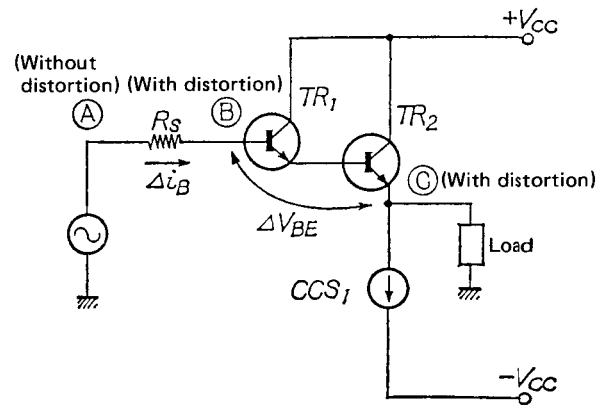 +VCC
(Without
distortion) (With distortion)
A
B
RS
TR1
TR2
ΔiB
C (With distortion)
ΔVBE
Load
CCS1
−VCC